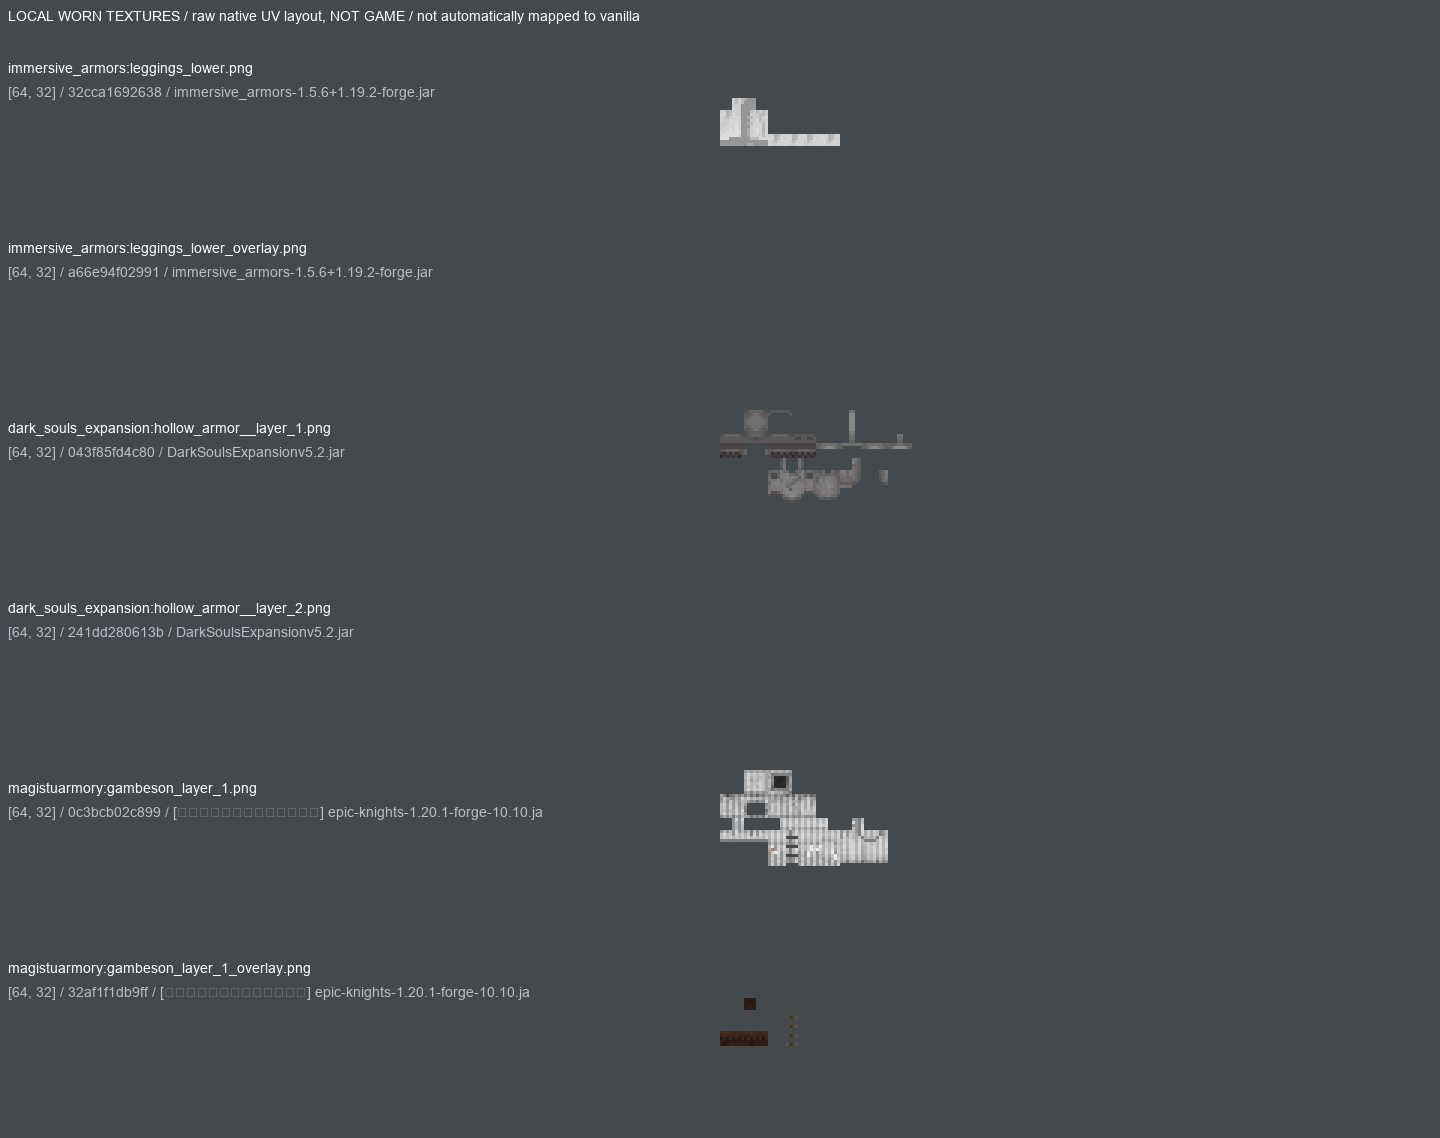 LOCAL WORN TEXTURES / raw native UV layout, NOT GAME / not automatically mapped to vanilla
immersive_armors:leggings_lower.png
[64, 32] / 32cca1692638 / immersive_armors-1.5.6+1.19.2-forge.jar
immersive_armors:leggings_lower_overlay.png
[64, 32] / a66e94f02991 / immersive_armors-1.5.6+1.19.2-forge.jar
dark_souls_expansion:hollow_armor__layer_1.png
[64, 32] / 043f85fd4c80 / DarkSoulsExpansionv5.2.jar
dark_souls_expansion:hollow_armor__layer_2.png
[64, 32] / 241dd280613b / DarkSoulsExpansionv5.2.jar
magistuarmory:gambeson_layer_1.png
[64, 32] / 0c3bcb02c899 / [□□□□□□□□□□□□□] epic-knights-1.20.1-forge-10.10.ja
magistuarmory:gambeson_layer_1_overlay.png
[64, 32] / 32af1f1db9ff / [□□□□□□□□□□□□□] epic-knights-1.20.1-forge-10.10.ja